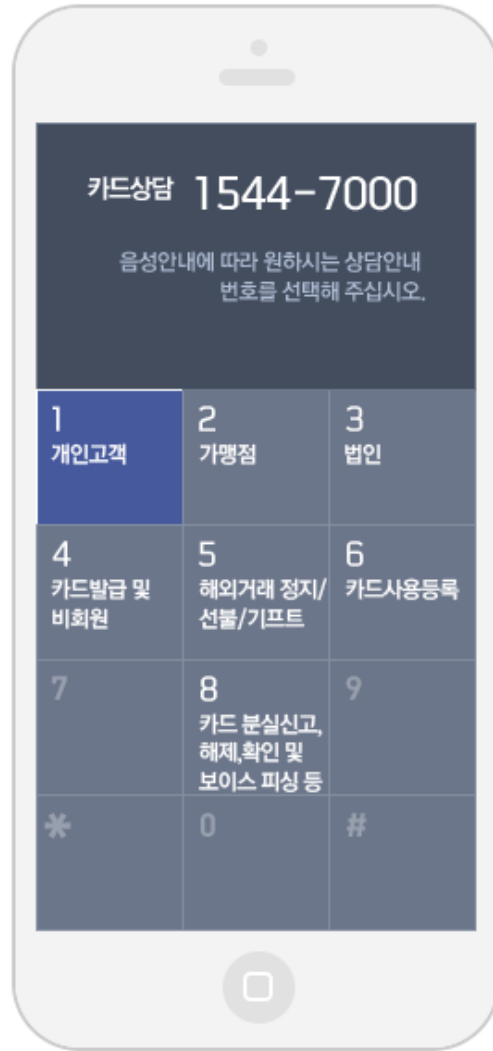 카드상담 1544-7000
음성안내에 따라 원하시는 상담안내
번호를 선택해 주십시오.
1
개인고객
2
가맹점
3
법인
4
카드발급 및
비회원
5
해외거래 정지/
선불/기프트
6
카드사용등록
7
8
카드 분실신고,
해제,확인 및
보이스 피싱 등
9
*
0
#